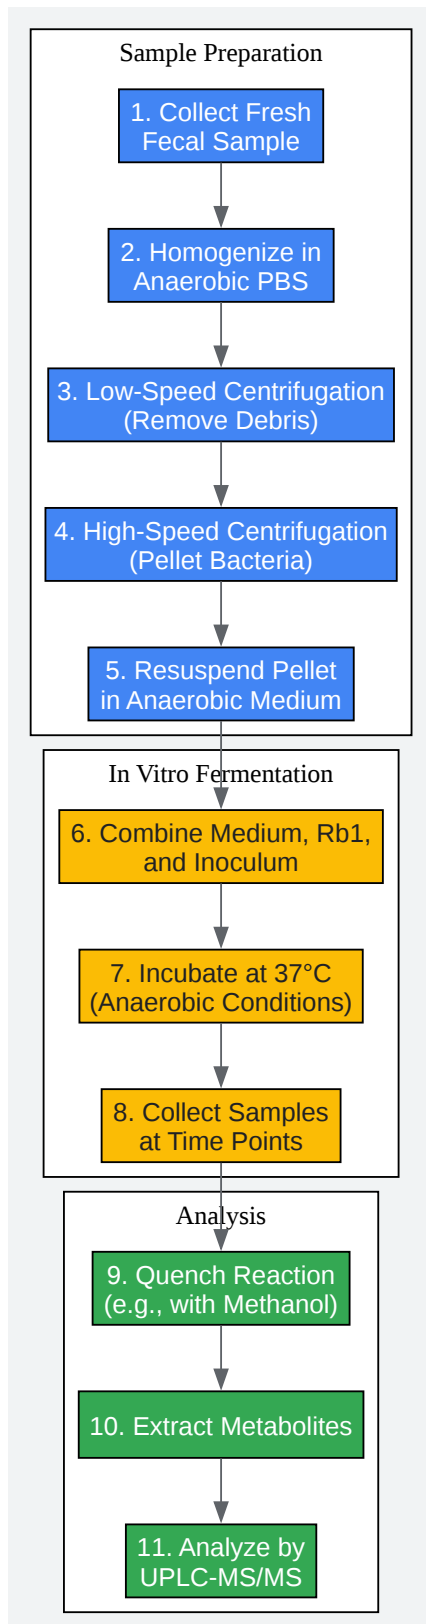 Sample Preparation
1. Collect Fresh
Fecal Sample
2. Homogenize in
Anaerobic PBS
3. Low-Speed Centrifugation
(Remove Debris)
4. High-Speed Centrifugation
(Pellet Bacteria)
5. Resuspend Pellet
in Anaerobic Medium
In Vitro Fermentation
6. Combine Medium, Rb1,
and Inoculum
7. Incubate at 37°C
(Anaerobic Conditions)
8. Collect Samples
at Time Points
Analysis
9. Quench Reaction
(e.g., with Methanol)
10. Extract Metabolites
11. Analyze by
UPLC-MS/MS